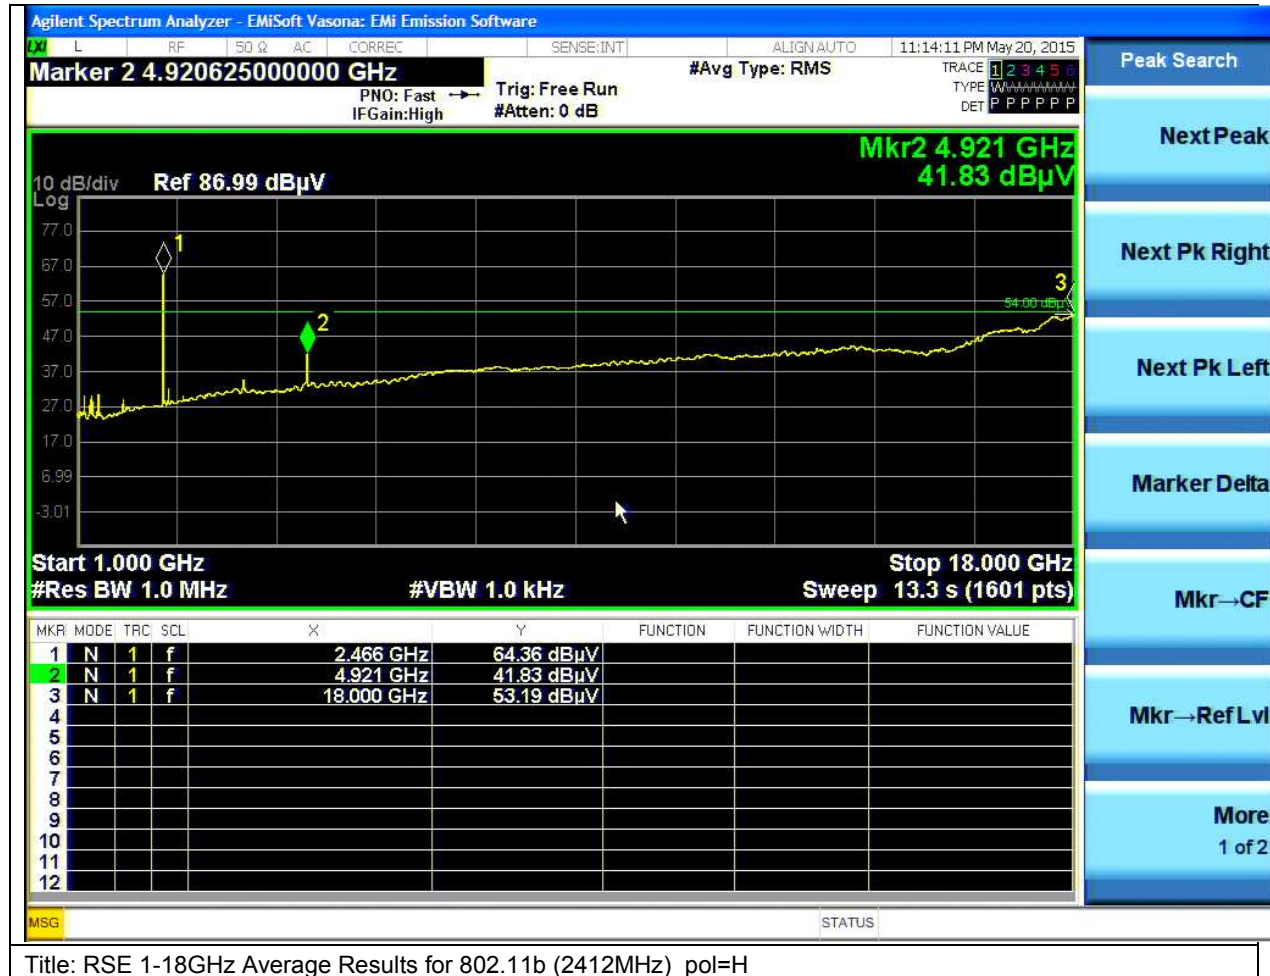 Agilent Spectrum Analyzer - EMiSoft Vasona: EMi Emission Software
LXI L RF 50 Ω AC CORREC SENSE:INT ALIGN AUTO 11:14:11 PM May 20, 2015
Marker 2 4.920625000000 GHz
PNO: Fast
IFGain:High
Trig: Free Run
#Atten: 0 dB
#Avg Type: RMS
TRACE 1 2 3 4 5 6
TYPE W W W W W W
DET P P P P P P
Peak Search
Mkr2 4.921 GHz
41.83 dBµV
10 dB/div Ref 86.99 dBµV
Log
77.0
67.0
57.0
47.0
37.0
27.0
17.0
6.99
-3.01
1
2
3
54.00 dBµV
Start 1.000 GHz Stop 18.000 GHz
#Res BW 1.0 MHz #VBW 1.0 kHz Sweep 13.3 s (1601 pts)
MKR MODE TRC SCL X Y FUNCTION FUNCTION WIDTH FUNCTION VALUE
1 N 1 f 2.466 GHz 64.36 dBµV
2 N 1 f 4.921 GHz 41.83 dBµV
3 N 1 f 18.000 GHz 53.19 dBµV
4
5
6
7
8
9
10
11
12
MSG STATUS
Next Peak
Next Pk Right
Next Pk Left
Marker Delta
Mkr→CF
Mkr→Ref Lvl
More
1 of 2
Title: RSE 1-18GHz Average Results for 802.11b (2412MHz) pol=H